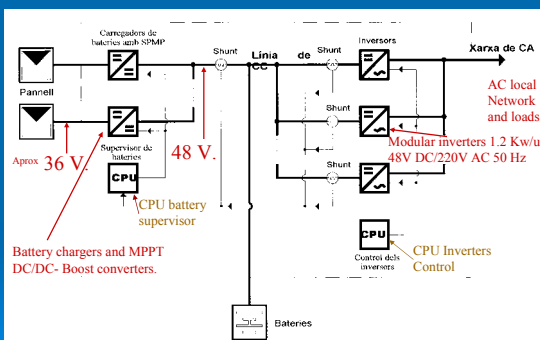 Carregadors de
bateries amb SPMP
Shunt
Línia de
CC
Shunt
Inversors
Xarxa de CA
Pannell
AC local
Network
and loads
Shunt
Aprox 36 V.
Supervisor de
bateries
48 V.
Modular inverters 1.2 Kw/u
48V DC/220V AC 50 Hz
Shunt
CPU
CPU battery
supervisor
CPU
Battery chargers and MPPT
DC/DC- Boost converters.
Control dels
inversors
CPU Inverters
Control
Bateries